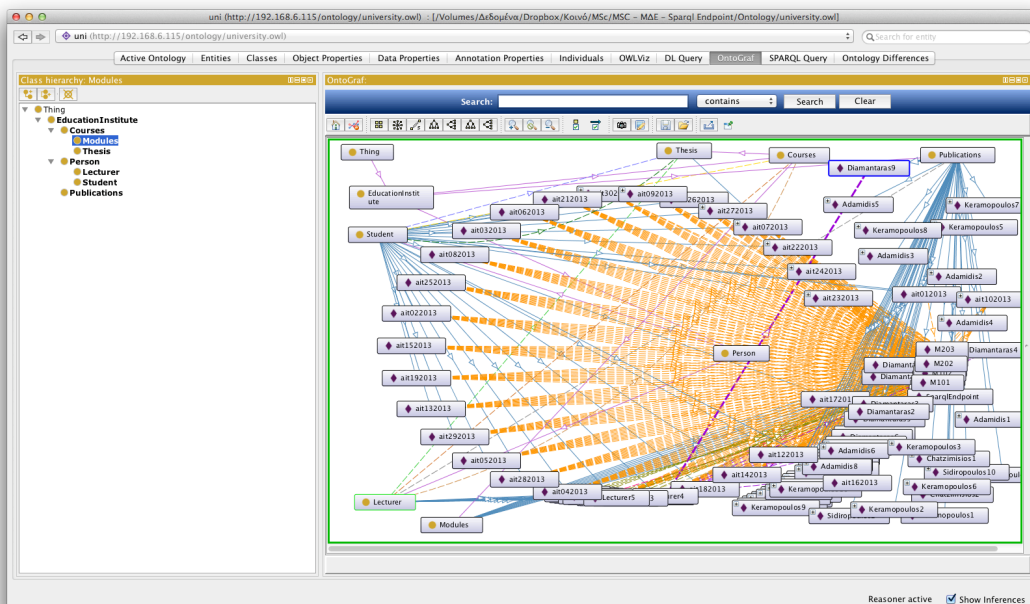 uni (http://192.168.6.115/ontology/university.owl) : [/Volumes/Δεδομένα/Dropbox/Κοινό/MSc/MSC - ΜΔΕ - Sparql Endpoint/Ontology/university.owl]
uni (http://192.168.6.115/ontology/university.owl)
Search for entity
Active Ontology Entities Classes Object Properties Data Properties Annotation Properties Individuals OWLViz DL Query OntoGraf SPARQL Query Ontology Differences
Class hierarchy: Modules
Thing
EducationInstitute
Courses
Modules
Thesis
Person
Lecturer
Student
Publications
OntoGraf:
Search: contains Search Clear
Thing
Thesis
Courses
Publications
Diamantaras9
EducationInstit
ute
ait212013
ait092013
ait062013
ait272013
Adamidis5
Keramopoulos7
Student
ait032013
ait072013
Keramopoulos8
Keramopoulos5
ait082013
ait222013
Adamidis3
ait252013
ait242013
Adamidis2
ait232013
ait012013
ait102013
ait022013
Adamidis4
ait152013
Person
M203
Diamantaras4
M202
ait192013
M101
ait132013
SparqlEndpoint
Diamantaras2
Adamidis1
ait292013
Keramopoulos3
ait052013
ait122013
Adamidis6
Chatzimisios1
Adamidis8
Sidiropoulos10
ait282013
ait142013
ait162013
Keramopoulos6
ait042013
Lecturer5
Lecturer
Keramopoulos9
Keramopoulos2
Modules
Reasoner active Show Inferences